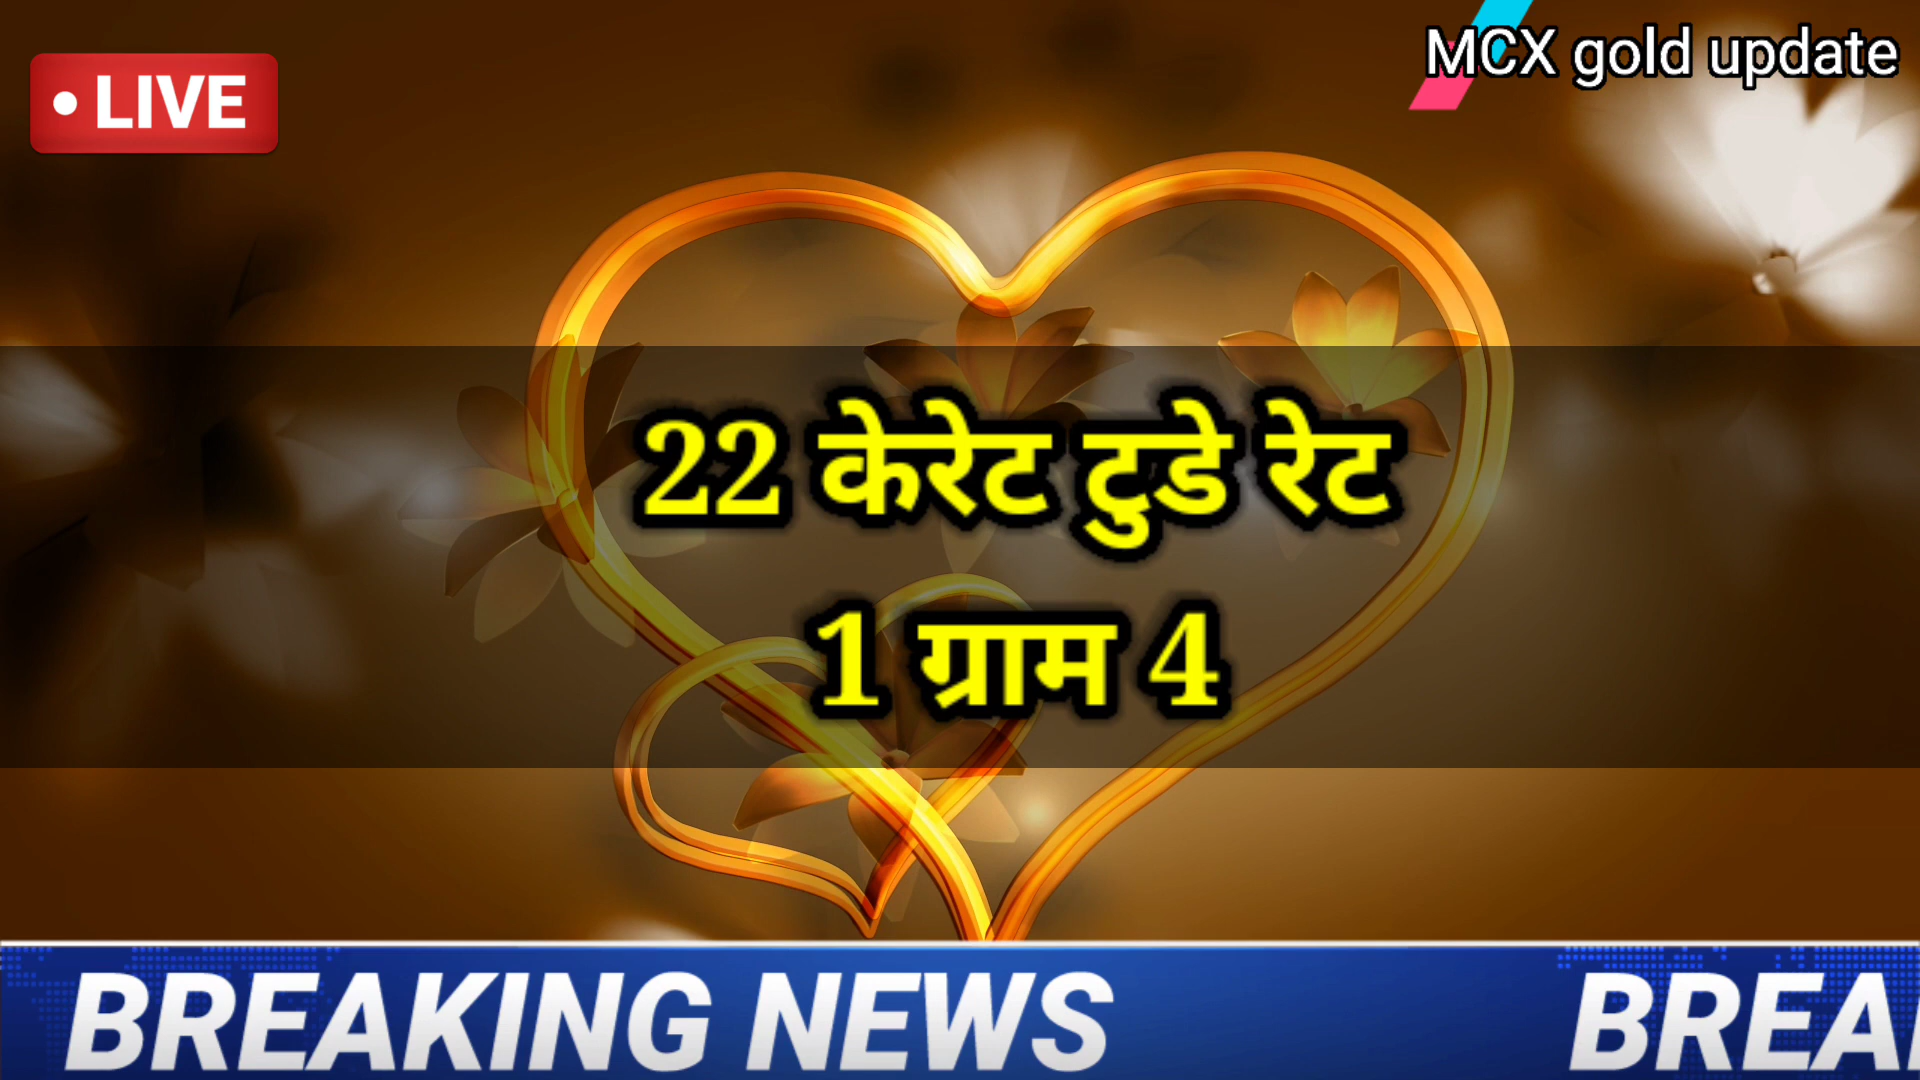 LIVE
MCX gold update
22 केरेट टुडे रेट
1 ग्राम 4
BREAKING NEWS
BREA